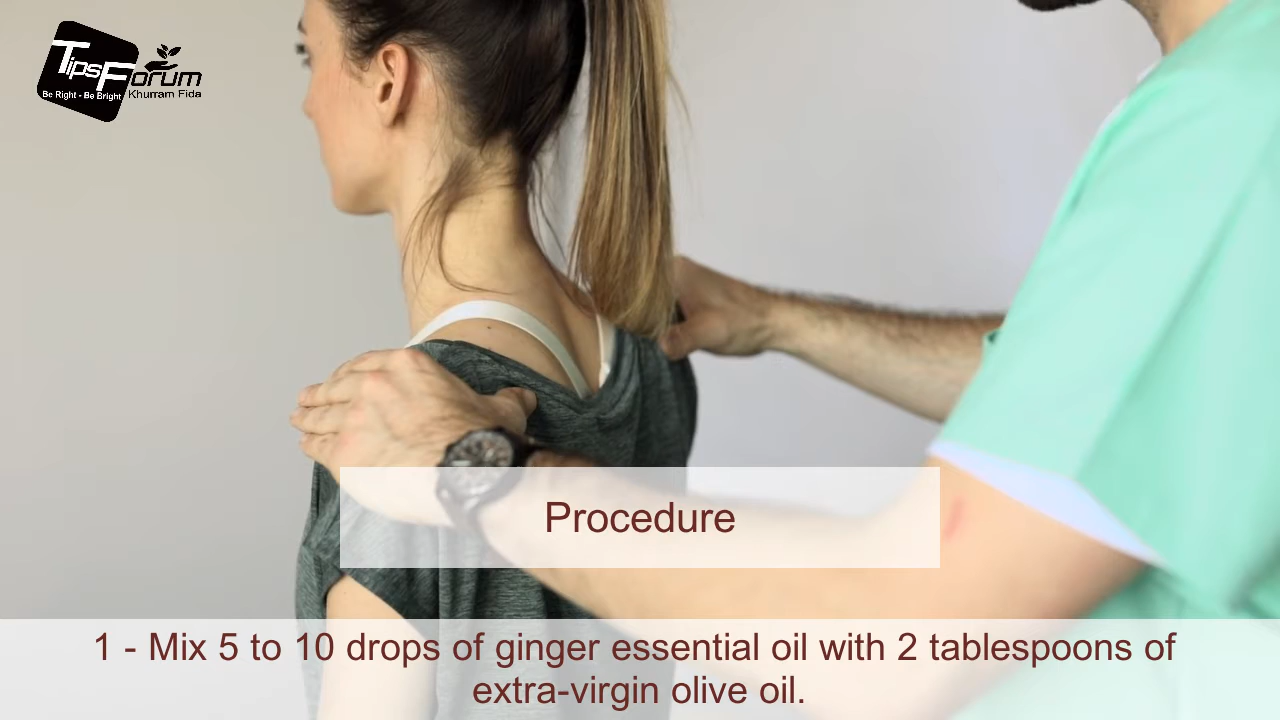 TipsForum
Be Right - Be Bright
Khurram Fida
Procedure
1 - Mix 5 to 10 drops of ginger essential oil with 2 tablespoons of
extra-virgin olive oil.